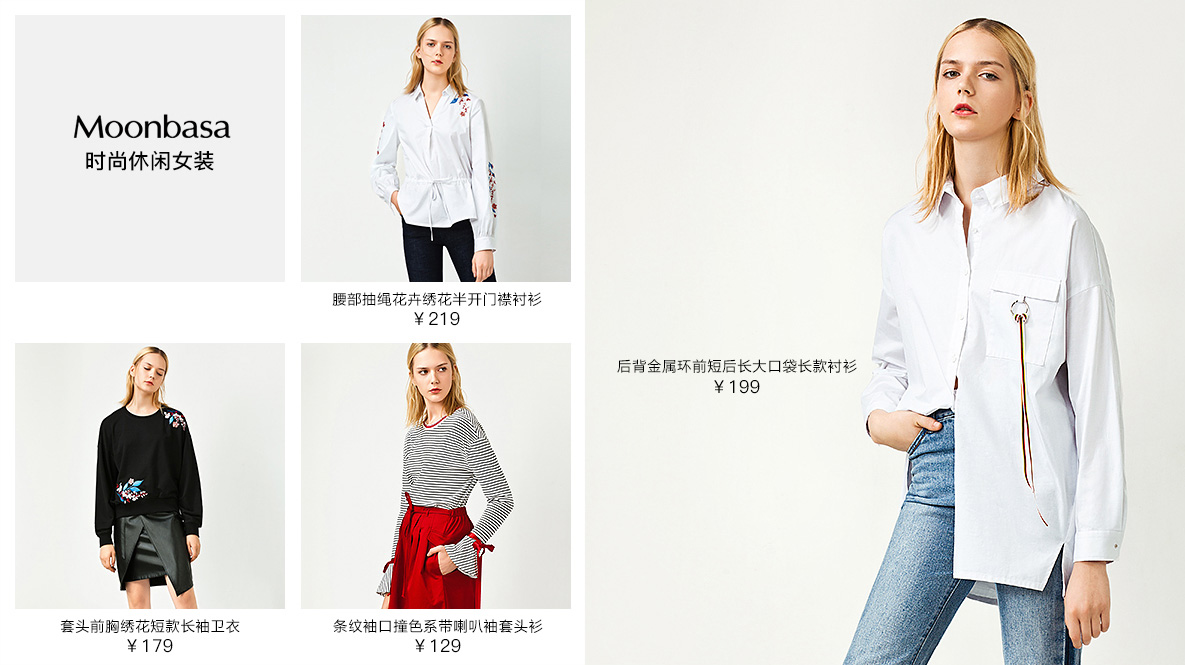 Moonbasa
时尚休闲女装
腰部抽绳花卉绣花半开门襟衬衫
¥219
套头前胸绣花短款长袖卫衣
¥179
条纹袖口撞色系带喇叭袖套头衫
¥129
后背金属环前短后长大口袋长款衬衫
¥199